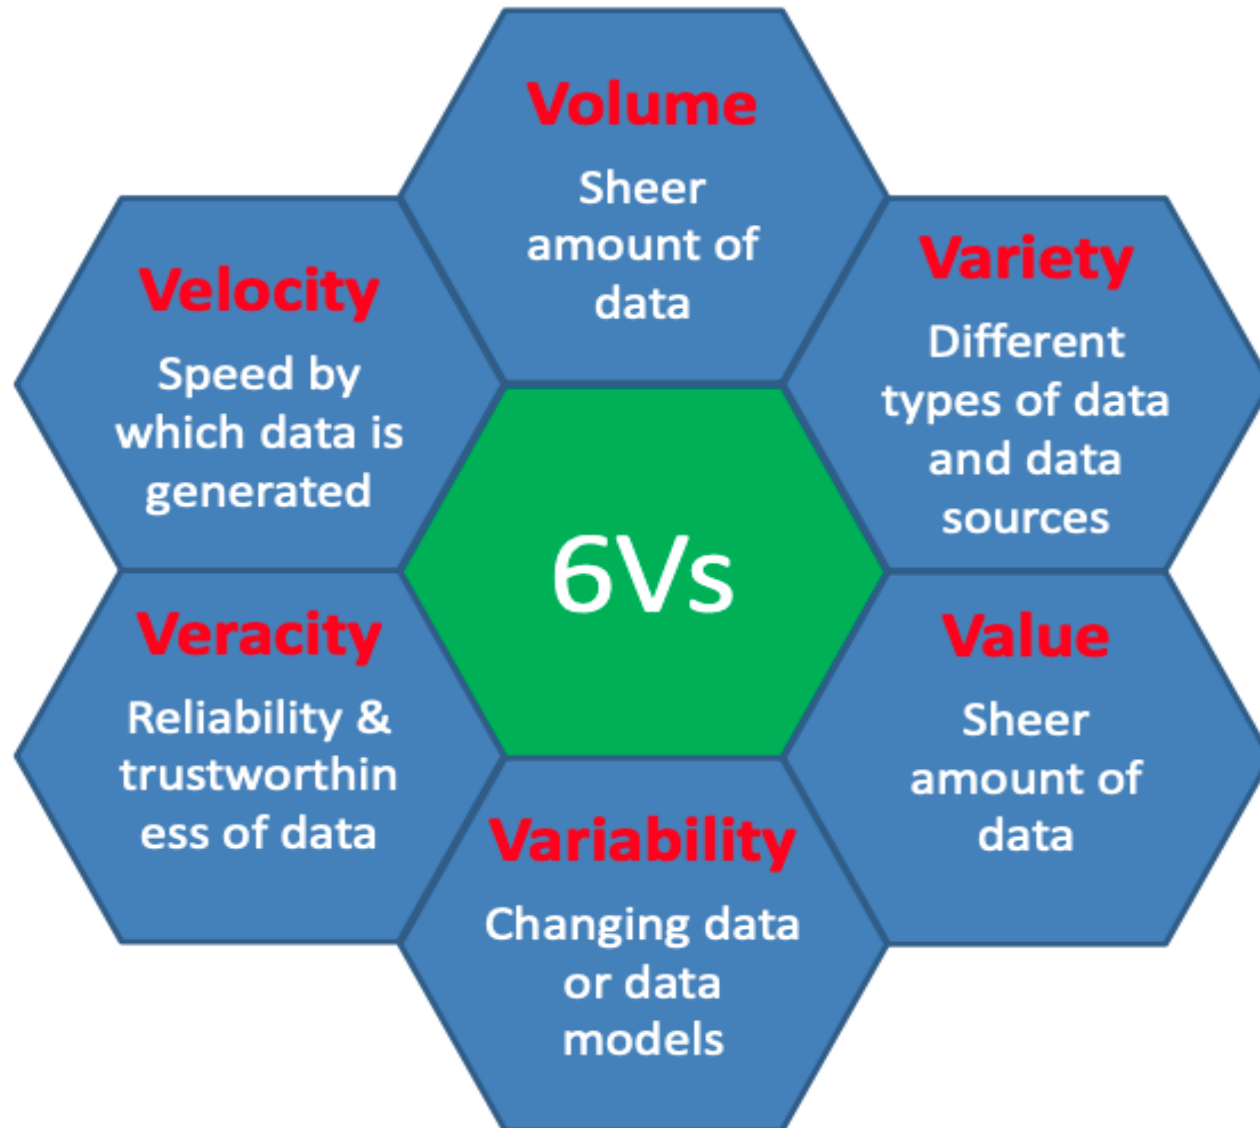 Volume
Sheer
amount of
data
Variety
Different
types of data
and data
sources
Velocity
Speed by
which data is
generated
6Vs
Value
Sheer
amount of
data
Veracity
Reliability &
trustworthin
ess of data
Variability
Changing data
or data
models